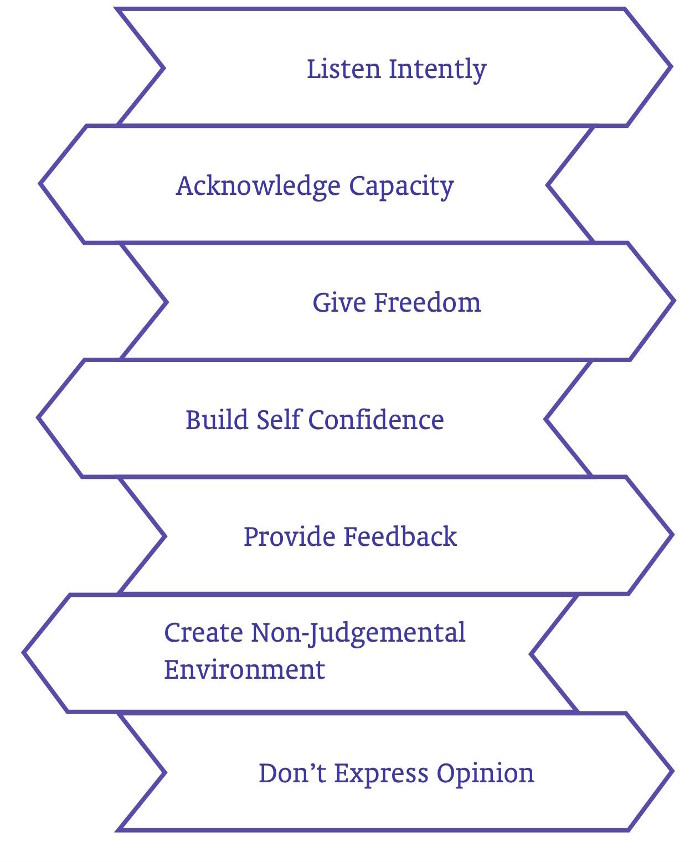 Listen Intently
Acknowledge Capacity
Give Freedom
Build Self Confidence
Provide Feedback
Create Non-Judgemental
Environment
Don’t Express Opinion